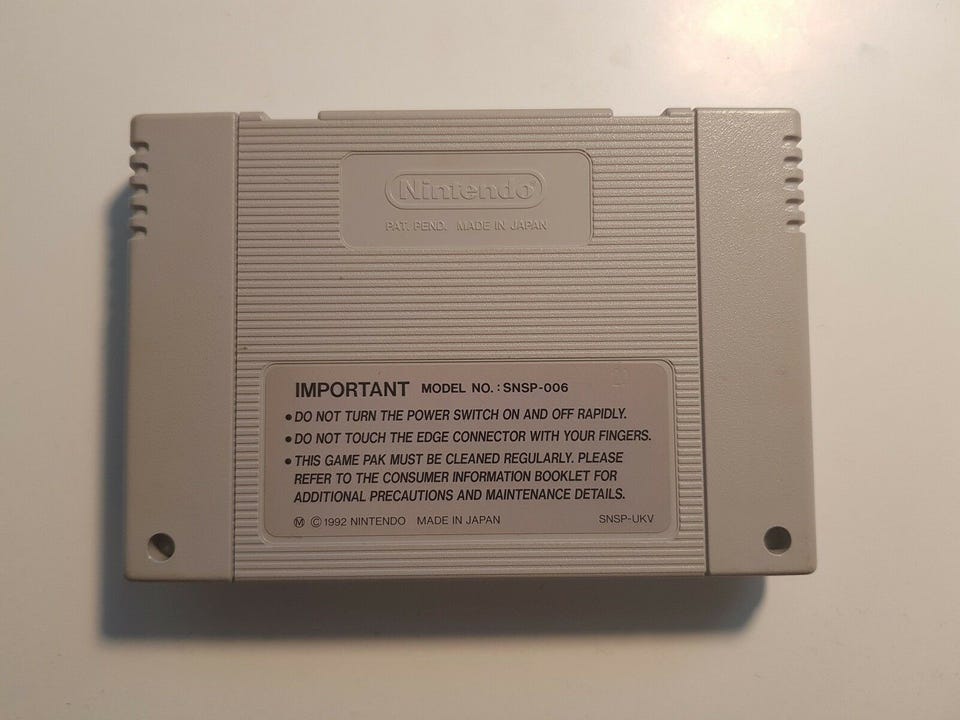 Nintendo®
PAT. PEND. MADE IN JAPAN
IMPORTANT MODEL NO. : SNSP-006
• DO NOT TURN THE POWER SWITCH ON AND OFF RAPIDLY.
• DO NOT TOUCH THE EDGE CONNECTOR WITH YOUR FINGERS.
• THIS GAME PAK MUST BE CLEANED REGULARLY. PLEASE
REFER TO THE CONSUMER INFORMATION BOOKLET FOR
ADDITIONAL PRECAUTIONS AND MAINTENANCE DETAILS.
Ⓜ © 1992 NINTENDO MADE IN JAPAN SNSP-UKV